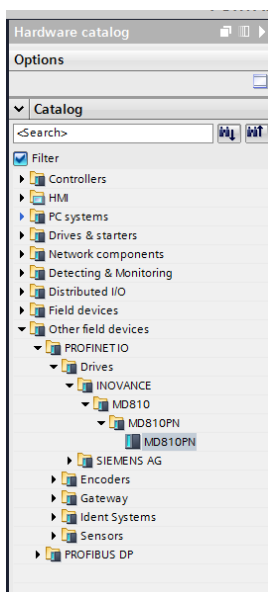 Hardware catalog
Options
Catalog
<Search>
Filter
Controllers
HMI
PC systems
Drives & starters
Network components
Detecting & Monitoring
Distributed I/O
Field devices
Other field devices
PROFINET IO
Drives
INOVANCE
MD810
MD810PN
MD810PN
SIEMENS AG
Encoders
Gateway
Ident Systems
Sensors
PROFIBUS DP